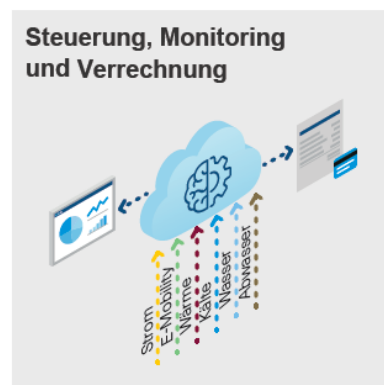 Steuerung, Monitoring
und Verrechnung
Strom
E-Mobility
Wärme
Kälte
Wasser
Abwasser